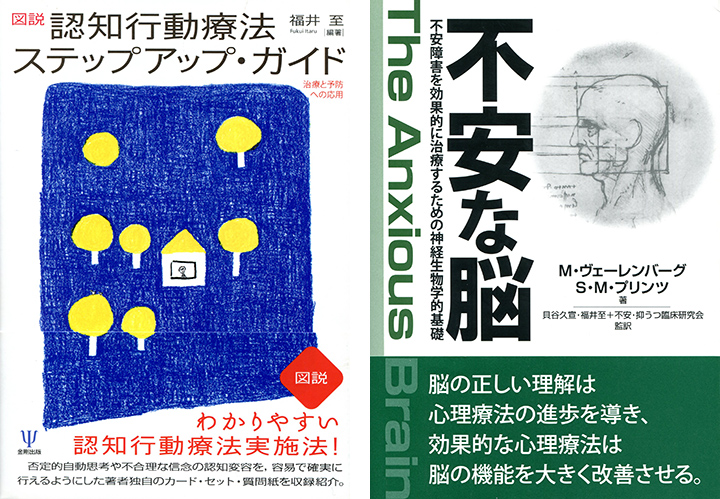 図説 認知行動療法
ステップアップ・ガイド
福井 至
Fukui Itaru
[編著]
治療と予防
への応用
図説
わかりやすい
認知行動療法実施法!
金剛出版
否定的自動思考や不合理な信念の認知変容を、容易で確実に
行えるようにした著者独自のカード・セット・質問紙を収録紹介。
The Anxious Brain
不安な脳
不安障害を効果的に治療するための神経生物学的基礎
M・ヴェーレンバーグ
S・M・プリンツ
著
貝谷久宣・福井至+不安・抑うつ臨床研究会
監訳
脳の正しい理解は
心理療法の進歩を導き、
効果的な心理療法は
脳の機能を大きく改善させる。